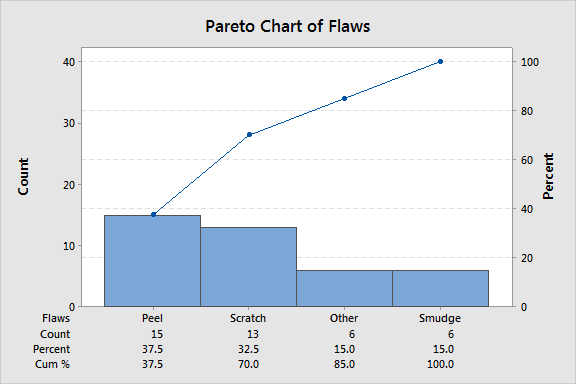 Pareto Chart of Flaws
40
30
20
10
0
Count
100
80
60
40
20
0
Percent
Flaws Peel Scratch Other Smudge
Count 15 13 6 6
Percent 37.5 32.5 15.0 15.0
Cum % 37.5 70.0 85.0 100.0